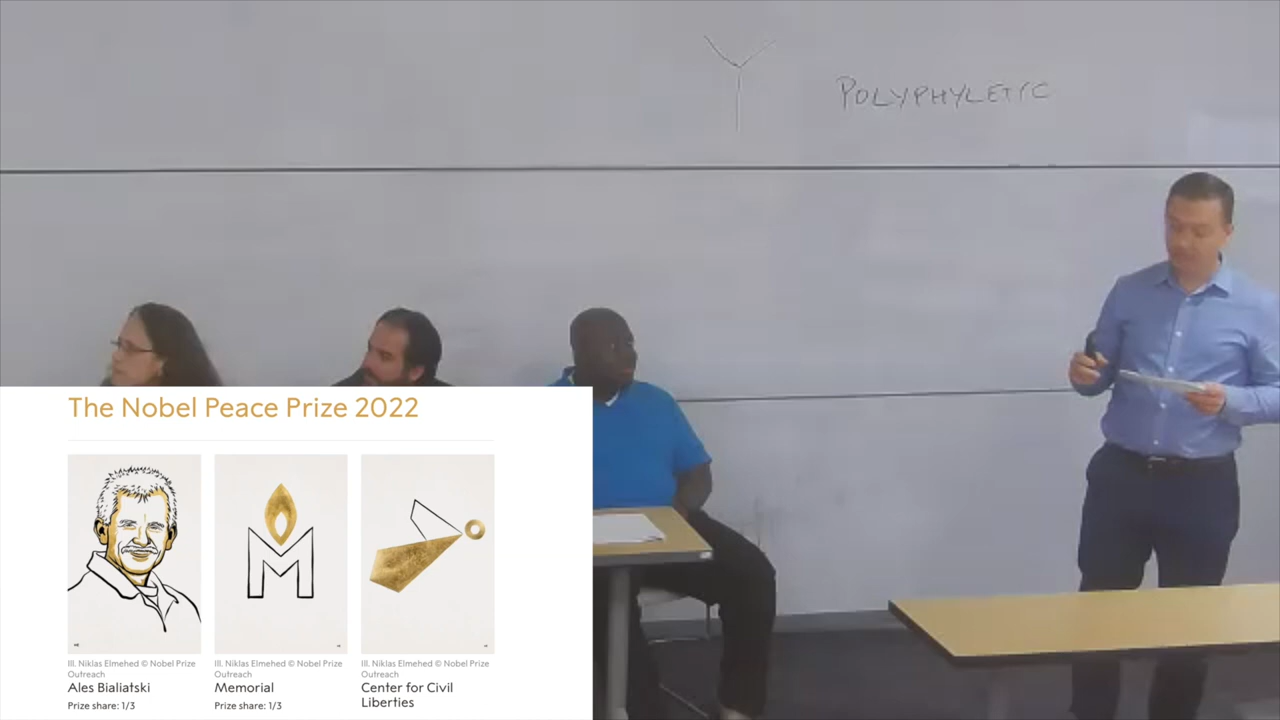 POLYPHYLETIC
The Nobel Peace Prize 2022
M
Ill. Niklas Elmehed © Nobel Prize
Outreach
Ales Bialiatski
Prize share: 1/3
Ill. Niklas Elmehed © Nobel Prize
Outreach
Memorial
Prize share: 1/3
Ill. Niklas Elmehed © Nobel Prize
Outreach
Center for Civil
Liberties